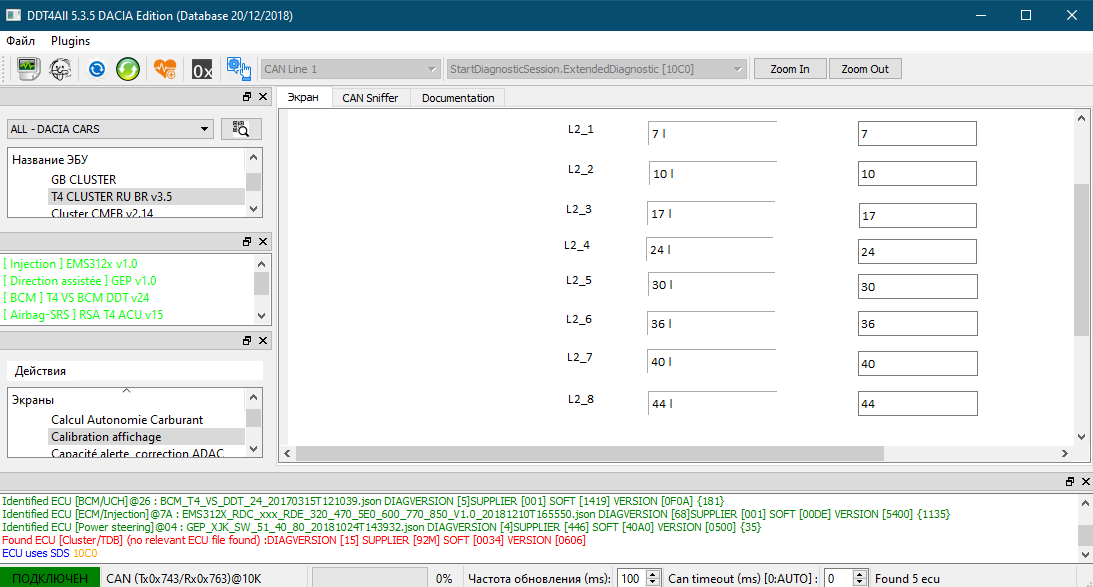 DDT4All 5.3.5 DACIA Edition (Database 20/12/2018)
Файл Plugins
0x CAN Line 1 StartDiagnosticSession.ExtendedDiagnostic [10C0] Zoom In Zoom Out
Экран CAN Sniffer Documentation
ALL - DACIA CARS
Название ЭБУ
GB CLUSTER
T4 CLUSTER RU BR v3.5
Cluster CMFB v2.14
[ Injection ] EMS312x v1.0
[ Direction assistée ] GEP v1.0
[ BCM ] T4 VS BCM DDT v24
[ Airbag-SRS ] RSA T4 ACU v15
Действия
Экраны
Calcul Autonomie Carburant
Calibration affichage
Capacité alerte, correction ADAC
L2_1 7 l 7
L2_2 10 l 10
L2_3 17 l 17
L2_4 24 l 24
L2_5 30 l 30
L2_6 36 l 36
L2_7 40 l 40
L2_8 44 l 44
Identified ECU [BCM/UCH]@26 : BCM_T4_VS_DDT_24_20170315T121039.json DIAGVERSION [5]SUPPLIER [001] SOFT [1419] VERSION [0F0A] {181}
Identified ECU [ECM/Injection]@7A : EMS312X_RDC_xxx_RDE_320_470_5E0_600_770_850_V1.0_20181210T165550.json DIAGVERSION [68]SUPPLIER [001] SOFT [00DE] VERSION [5400] {1135}
Identified ECU [Power steering]@04 : GEP_XJK_SW_51_40_80_20181024T143932.json DIAGVERSION [4]SUPPLIER [446] SOFT [40A0] VERSION [0500] {35}
Found ECU [Cluster/TDB] (no relevant ECU file found) :DIAGVERSION [15] SUPPLIER [92M] SOFT [0034] VERSION [0606]
ECU uses SDS 10C0
ПОДКЛЮЧЕН CAN (Tx0x743/Rx0x763)@10K 0% Частота обновления (ms): 100 Can timeout (ms) [0:AUTO] : 0 Found 5 ecu